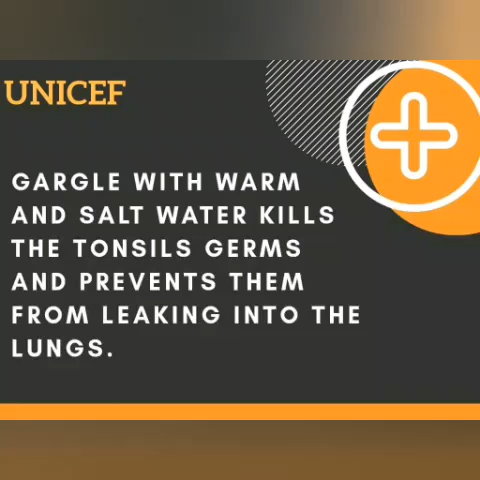 UNICEF
GARGLE WITH WARM
AND SALT WATER KILLS
THE TONSILS GERMS
AND PREVENTS THEM
FROM LEAKING INTO THE
LUNGS.